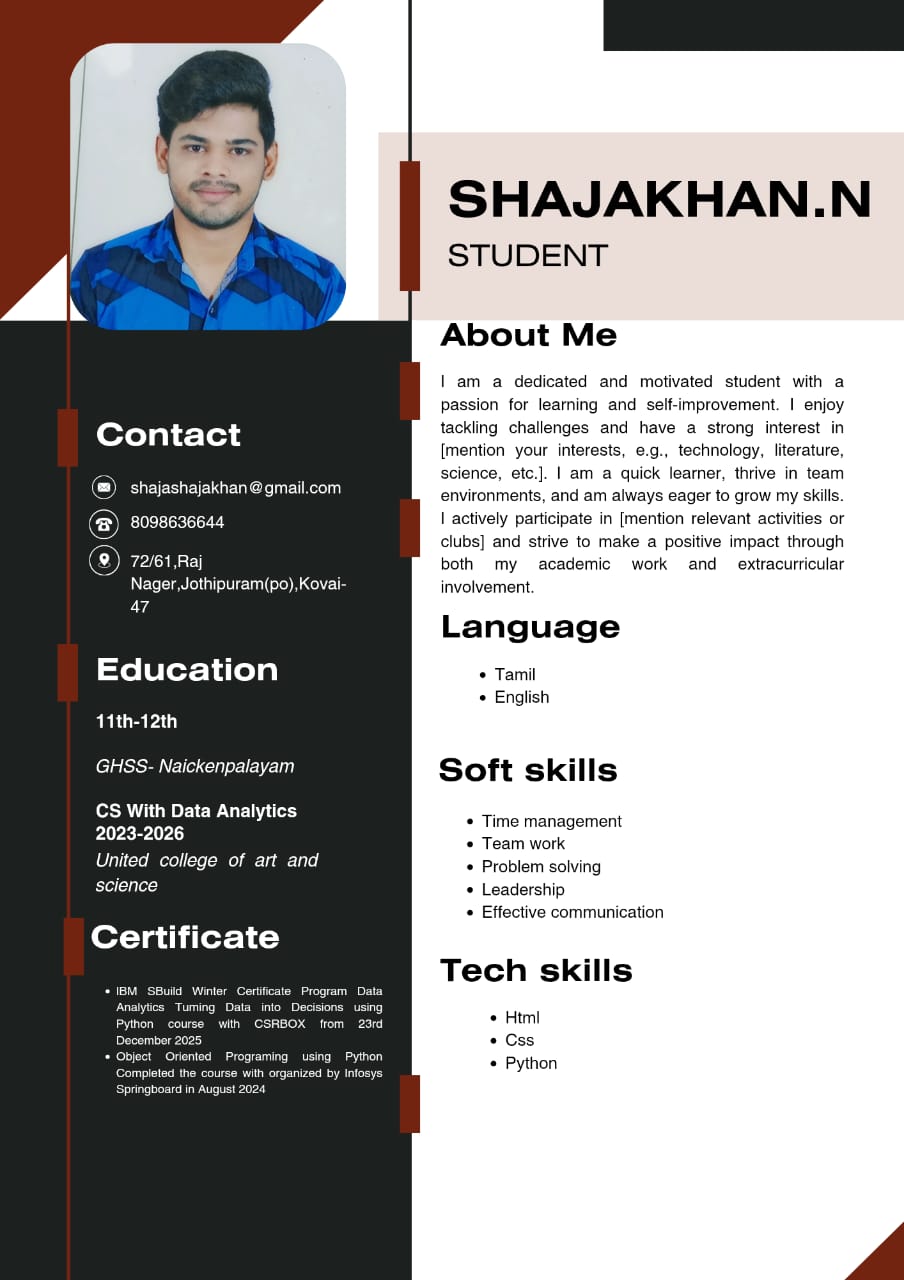 SHAJAKHAN.N
STUDENT
Contact
shajashajakhan@gmail.com
8098636644
72/61,Raj
Nager,Jothipuram(po),Kovai-
47
Education
11th-12th
GHSS- Naickenpalayam
CS With Data Analytics
2023-2026
United college of art and
science
Certificate
• IBM SBuild Winter Certificate Program Data
Analytics Tuming Data into Decisions using
Python course with CSRBOX from 23rd
December 2025
• Object Oriented Programing using Python
Completed the course with organized by Infosys
Springboard in August 2024
About Me
I am a dedicated and motivated student with a
passion for learning and self-improvement. I enjoy
tackling challenges and have a strong interest in
[mention your interests, e.g., technology, literature,
science, etc.]. I am a quick learner, thrive in team
environments, and am always eager to grow my skills.
I actively participate in [mention relevant activities or
clubs] and strive to make a positive impact through
both my academic work and extracurricular
involvement.
Language
• Tamil
• English
Soft skills
• Time management
• Team work
• Problem solving
• Leadership
• Effective communication
Tech skills
• Html
• Css
• Python